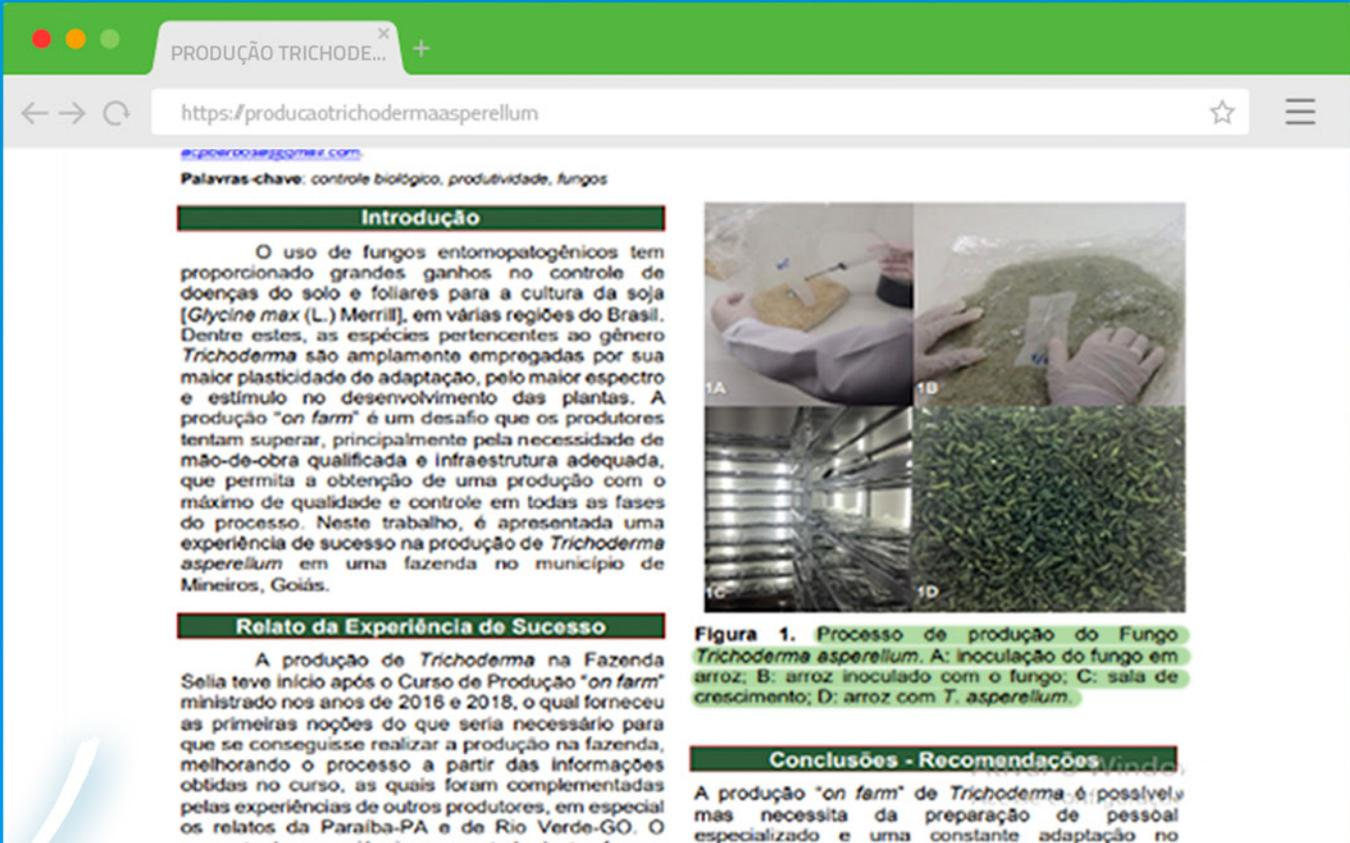 PRODUÇÃO TRICHODE...
https://producaotrichodermaasperellum
Palavras-chave: controle biológico, produtividade, fungos
Introdução
O uso de fungos entomopatogênicos tem
proporcionado grandes ganhos no controle de
doenças do solo e foliares para a cultura da soja
[Glycine max (L.) Merrill], em várias regiões do Brasil.
Dentre estes, as espécies pertencentes ao gênero
Trichoderma são amplamente empregadas por sua
maior plasticidade de adaptação, pelo maior espectro
e estímulo no desenvolvimento das plantas. A
produção "on farm" é um desafio que os produtores
tentam superar, principalmente pela necessidade de
mão-de-obra qualificada e infraestrutura adequada,
que permita a obtenção de uma produção com o
máximo de qualidade e controle em todas as fases
do processo. Neste trabalho, é apresentada uma
experiência de sucesso na produção de Trichoderma
asperellum em uma fazenda no município de
Mineiros, Goiás.
Relato da Experiência de Sucesso
A produção de Trichoderma na Fazenda
Selia teve início após o Curso de Produção "on farm"
ministrado nos anos de 2016 e 2018, o qual forneceu
as primeiras noções do que seria necessário para
que se conseguisse realizar a produção na fazenda,
melhorando o processo a partir das informações
obtidas no curso, as quais foram complementadas
pelas experiências de outros produtores, em especial
os relatos da Paraíba-PA e de Rio Verde-GO. O
1A
1B
1C
1D
Figura 1. Processo de produção do Fungo
Trichoderma asperellum. A: inoculação do fungo em
arroz; B: arroz inoculado com o fungo; C: sala de
crescimento; D: arroz com T. asperellum.
Conclusões - Recomendações
A produção "on farm" de Trichoderma é possível,
mas necessita da preparação de pessoal
especializado e uma constante adaptação no